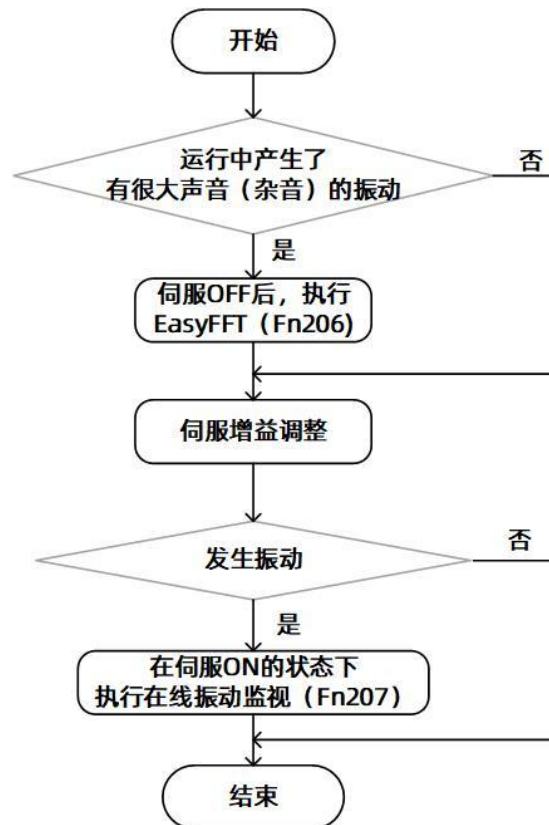 开始
运行中产生了
有很大声音（杂音）的振动
否
是
伺服OFF后，执行
EasyFFT（Fn206)
伺服增益调整
发生振动
否
是
在伺服ON的状态下
执行在线振动监视（Fn207）
结束